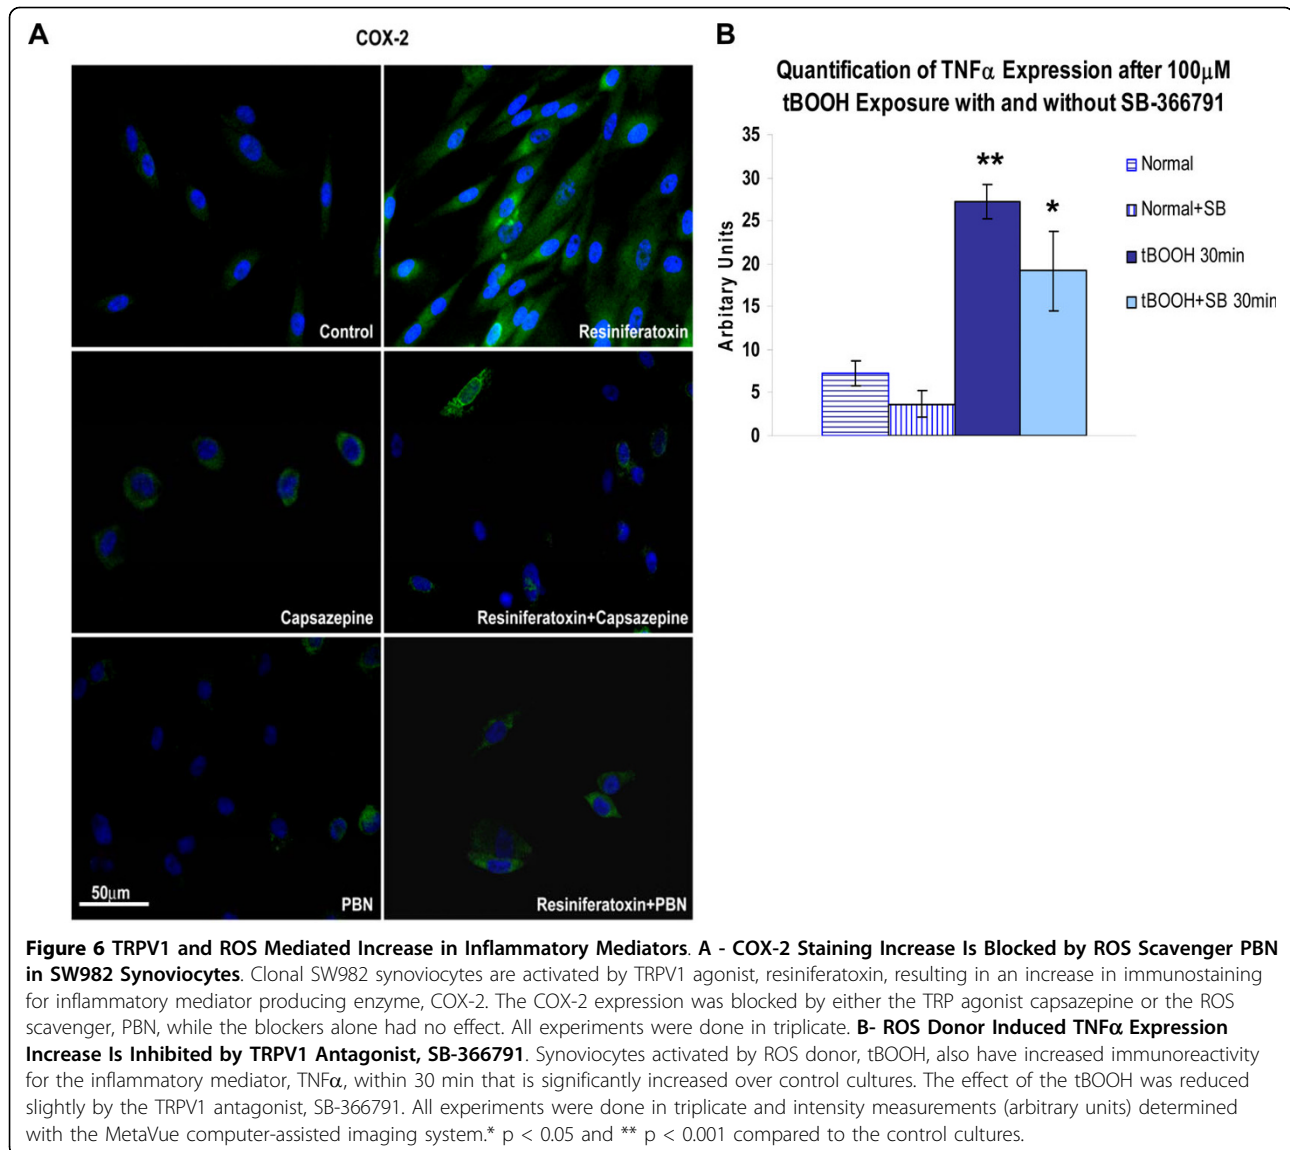 A
COX-2
Control
Resiniferatoxin
Capsazepine
Resiniferatoxin+Capsazepine
50μm
PBN
Resiniferatoxin+PBN
B
Quantification of TNFα Expression after 100μM
tBOOH Exposure with and without SB-366791
Arbitary Units
35
30
25
20
15
10
5
0
**
*
Normal
Normal+SB
tBOOH 30min
tBOOH+SB 30min
Figure 6 TRPV1 and ROS Mediated Increase in Inflammatory Mediators. A - COX-2 Staining Increase Is Blocked by ROS Scavenger PBN
in SW982 Synoviocytes. Clonal SW982 synoviocytes are activated by TRPV1 agonist, resiniferatoxin, resulting in an increase in immunostaining
for inflammatory mediator producing enzyme, COX-2. The COX-2 expression was blocked by either the TRP agonist capsazepine or the ROS
scavenger, PBN, while the blockers alone had no effect. All experiments were done in triplicate. B- ROS Donor Induced TNFα Expression
Increase Is Inhibited by TRPV1 Antagonist, SB-366791. Synoviocytes activated by ROS donor, tBOOH, also have increased immunoreactivity
for the inflammatory mediator, TNFα, within 30 min that is significantly increased over control cultures. The effect of the tBOOH was reduced
slightly by the TRPV1 antagonist, SB-366791. All experiments were done in triplicate and intensity measurements (arbitrary units) determined
with the MetaVue computer-assisted imaging system.* p < 0.05 and ** p < 0.001 compared to the control cultures.